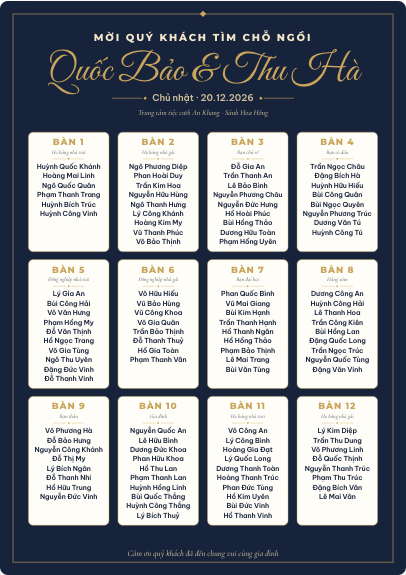 MỜI QUÝ KHÁCH TÌM CHỖ NGỒI
Quốc Bảo & Thu Hà
Chủ nhật · 20.12.2026
Trung tâm tiệc cưới An Khang · Sảnh Hoa Hồng
BÀN 1
Họ hàng nhà trai
Huỳnh Quốc Khánh
Hoàng Mai Linh
Ngô Quốc Quân
Phạm Thanh Trang
Huỳnh Bích Trúc
Huỳnh Công Vinh
BÀN 2
Họ hàng nhà gái
Ngô Phương Diệp
Phan Hoài Duy
Trần Kim Hoa
Nguyễn Hữu Hùng
Ngô Thanh Hưng
Lý Công Khánh
Hoàng Kim My
Vũ Thanh Phúc
Võ Bảo Thịnh
BÀN 3
Bạn chú rể
Đỗ Gia An
Trần Thanh An
Lê Bảo Bình
Nguyễn Phương Châu
Nguyễn Đức Hưng
Hồ Hoài Phúc
Bùi Hồng Thảo
Dương Hữu Toàn
Phạm Hồng Uyên
BÀN 4
Bạn cô dâu
Trần Ngọc Châu
Đặng Bích Hà
Huỳnh Hữu Hiếu
Bùi Công Quân
Bùi Ngọc Quyên
Nguyễn Phương Trúc
Dương Văn Tú
Huỳnh Công Tú
BÀN 5
Đồng nghiệp nhà trai
Lý Gia An
Bùi Công Hải
Võ Văn Hưng
Phạm Hồng My
Đỗ Văn Thịnh
Hồ Ngọc Trang
Võ Gia Tùng
Ngô Thu Uyên
Đặng Đức Vinh
Đỗ Thanh Vinh
BÀN 6
Đồng nghiệp nhà gái
Võ Hữu Hiếu
Vũ Bảo Hùng
Vũ Công Khoa
Võ Gia Quân
Trần Bảo Thịnh
Đỗ Thanh Thuỷ
Hồ Gia Toàn
Phạm Thanh Vân
BÀN 7
Bạn đại học
Phan Quốc Bình
Vũ Mai Giang
Bùi Kim Hạnh
Trần Thanh Hạnh
Hồ Thanh Ngân
Hồ Hồng Thảo
Phạm Bảo Thịnh
Lê Mai Trang
Bùi Văn Tùng
BÀN 8
Hàng xóm
Dương Công An
Huỳnh Công Hải
Lê Thanh Hoa
Trần Công Kiên
Bùi Hồng Lan
Đặng Quốc Long
Trần Ngọc Trúc
Nguyễn Quốc Tùng
Đặng Văn Vinh
BÀN 9
Bạn thân
Võ Phương Hà
Đỗ Bảo Hưng
Nguyễn Công Khánh
Đỗ Thị My
Lý Bích Ngân
Đỗ Thanh Nhi
Hồ Hữu Trung
Nguyễn Đức Vinh
BÀN 10
Gia đình
Nguyễn Quốc An
Lê Hữu Bình
Dương Đức Khoa
Phan Hữu Khoa
Hồ Thu Lan
Phạm Thanh Lan
Huỳnh Hồng Linh
Bùi Quốc Thắng
Huỳnh Công Thắng
Lý Bích Thuỷ
BÀN 11
Họ hàng nhà trai
Võ Công An
Lý Công Bình
Hoàng Gia Đạt
Lý Quốc Long
Dương Thanh Toàn
Hoàng Thanh Trúc
Phan Đức Tùng
Hồ Kim Uyên
Bùi Đức Vinh
Hồ Thanh Vinh
BÀN 12
Họ hàng nhà gái
Lý Kim Diệp
Trần Thu Dung
Võ Phương Linh
Đỗ Quốc Thịnh
Nguyễn Thanh Trúc
Phạm Thu Trúc
Đặng Bích Vân
Lê Mai Vân
Cảm ơn quý khách đã đến chung vui cùng gia đình